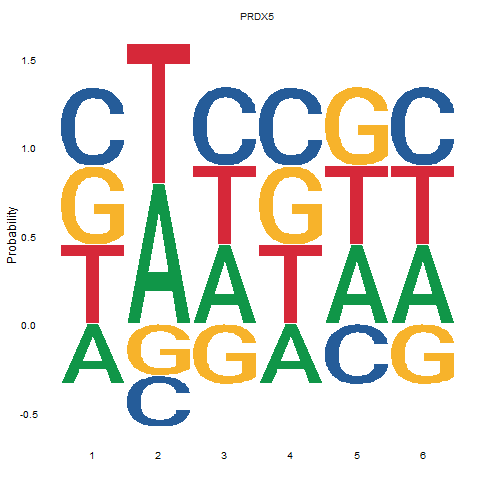 PRDX5
Probability
1.5
1.0
0.5
0.0
-0.5
C T C C G C
G A T G T T
T G A T A A
A C G A C G
1 2 3 4 5 6